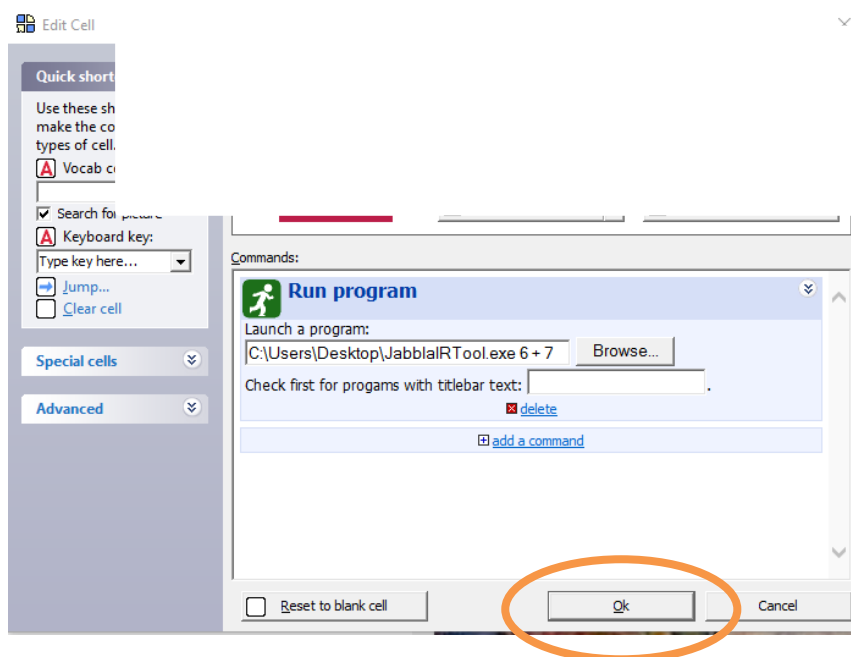 Edit Cell
Quick short
Use these sh
make the co
types of cell.
Vocab c
Search for picture
Keyboard key:
Type key here...
Jump...
Clear cell
Special cells
Advanced
Commands:
Run program
Launch a program:
C:\Users\Desktop\JabblaIRTool.exe 6 + 7 Browse...
Check first for progams with titlebar text: .
delete
add a command
Reset to blank cell Ok Cancel